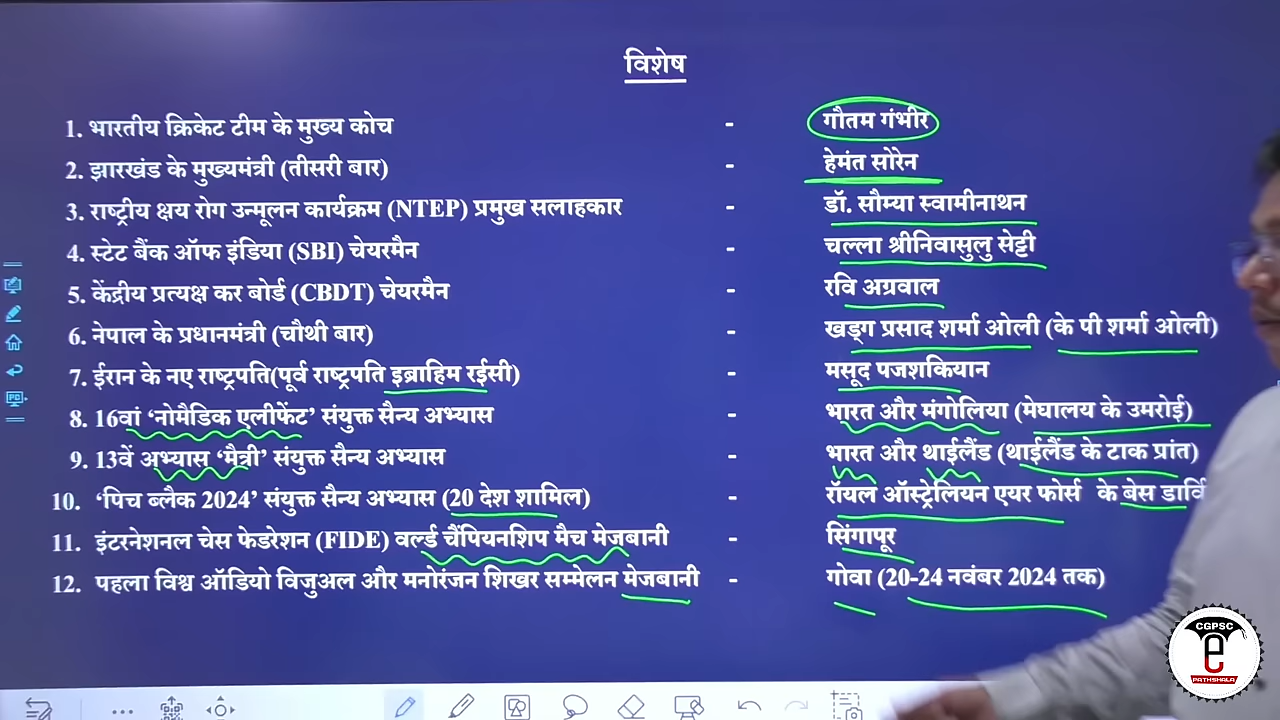 विशेष
1. भारतीय क्रिकेट टीम के मुख्य कोच - गौतम गंभीर
2. झारखंड के मुख्यमंत्री (तीसरी बार) - हेमंत सोरेन
3. राष्ट्रीय क्षय रोग उन्मूलन कार्यक्रम (NTEP) प्रमुख सलाहकार - डॉ. सौम्या स्वामीनाथन
4. स्टेट बैंक ऑफ इंडिया (SBI) चेयरमैन - चल्ला श्रीनिवासुलु सेट्टी
5. केंद्रीय प्रत्यक्ष कर बोर्ड (CBDT) चेयरमैन - रवि अग्रवाल
6. नेपाल के प्रधानमंत्री (चौथी बार) - खड्ग प्रसाद शर्मा ओली (के पी शर्मा ओली)
7. ईरान के नए राष्ट्रपति(पूर्व राष्ट्रपति इब्राहिम रईसी) - मसूद पजशकियान
8. 16वां ‘नोमैडिक एलीफेंट’ संयुक्त सैन्य अभ्यास - भारत और मंगोलिया (मेघालय के उमरोई)
9. 13वें अभ्यास ‘मैत्री’ संयुक्त सैन्य अभ्यास - भारत और थाईलैंड (थाईलैंड के टाक प्रांत)
10. ‘पिच ब्लैक 2024’ संयुक्त सैन्य अभ्यास (20 देश शामिल) - रॉयल ऑस्ट्रेलियन एयर फोर्स के बेस
11. इंटरनेशनल चेस फेडरेशन (FIDE) वर्ल्ड चैंपियनशिप मैच मेजबानी - सिंगापूर
12. पहला विश्व ऑडियो विजुअल और मनोरंजन शिखर सम्मेलन मेजबानी - गोवा (20-24 नवंबर 2024 तक)
CGPSC
e
PATHSHALA